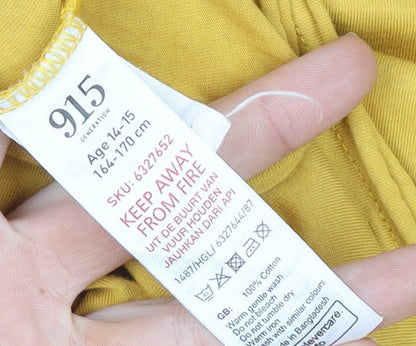 915
GENERATION
Age 14-15
164-170 cm
SKU: 6327652
KEEP AWAY
FROM FIRE
UIT DE BUURT VAN
VUUR HOUDEN
JAUHKAN DARI API
1487/HGL/ 6327644/87
GB: 100% Cotton
Warm gentle wash
Do not bleach
Do not tumble dry
Warm iron
Wash with similar colours
Made in Bangladesh